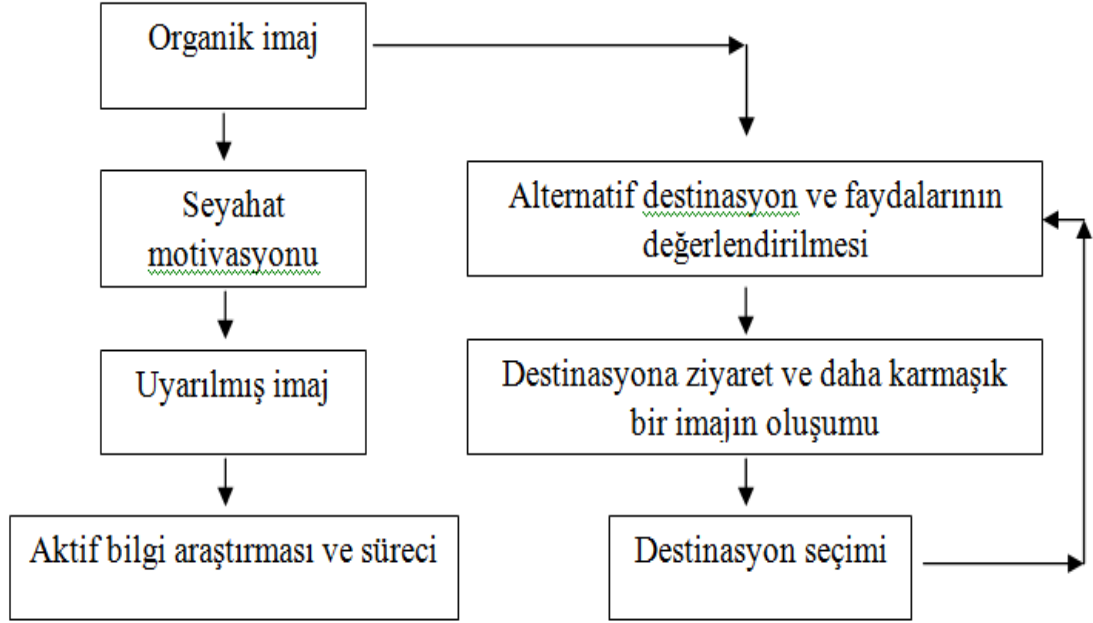 Organik imaj
Seyahat
motivasyonu
Uyarılmış imaj
Aktif bilgi araştırması ve süreci
Alternatif destinasyon ve faydalarının
değerlendirilmesi
Destinasyona ziyaret ve daha karmaşık
bir imajın oluşumu
Destinasyon seçimi